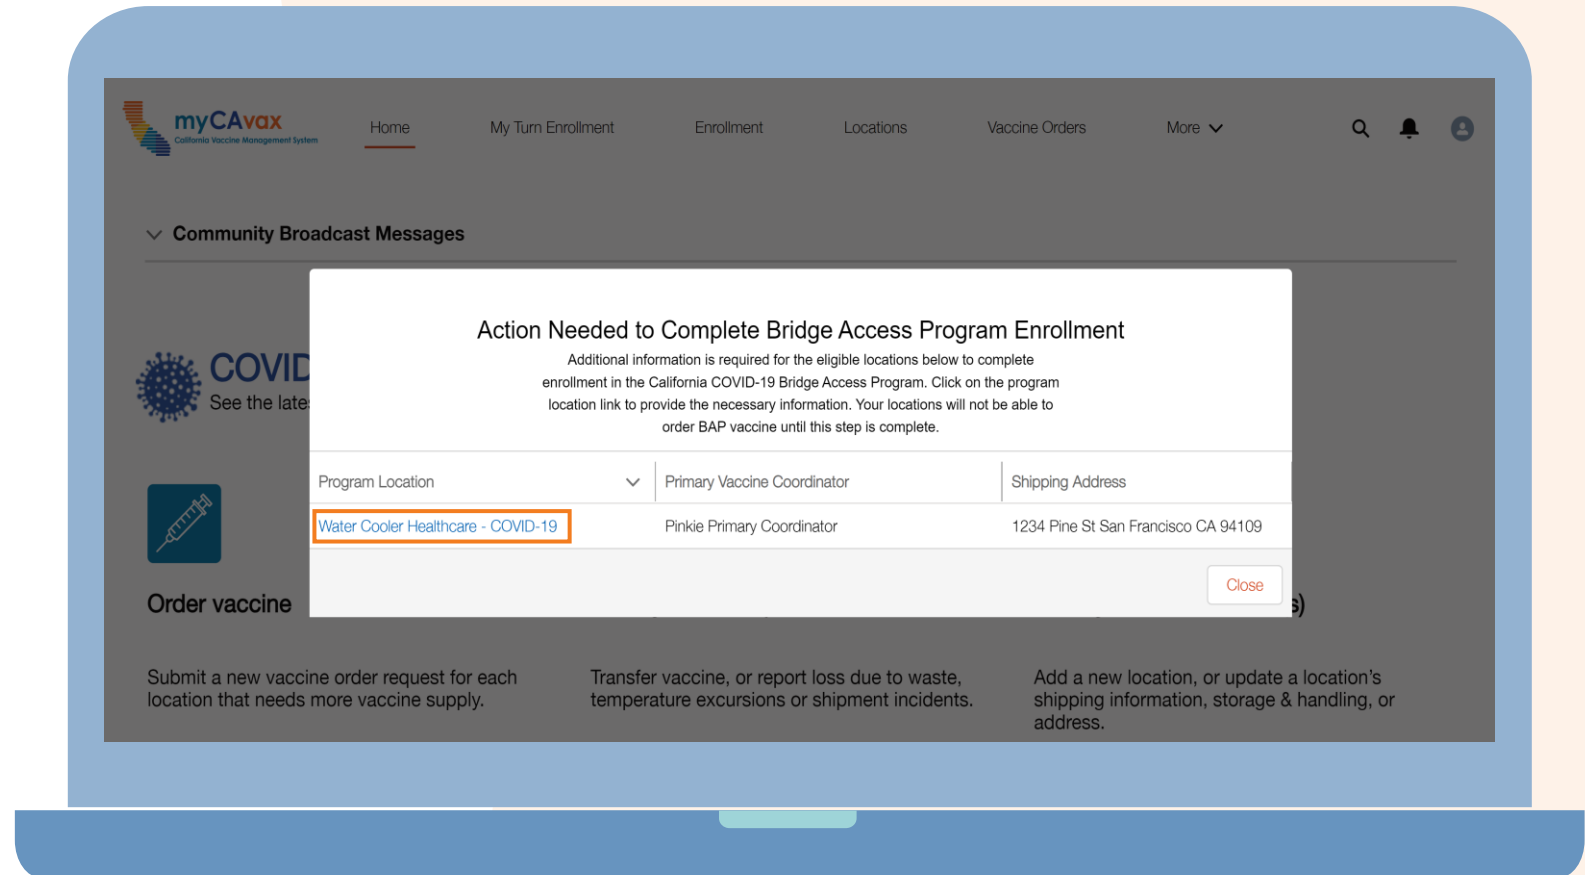 myCAvax
California Vaccine Management System
Home
My Turn Enrollment
Enrollment
Locations
Vaccine Orders
More
Community Broadcast Messages
COVID
See the late
Action Needed to Complete Bridge Access Program Enrollment
Additional information is required for the eligible locations below to complete
enrollment in the California COVID-19 Bridge Access Program. Click on the program
location link to provide the necessary information. Your locations will not be able to
order BAP vaccine until this step is complete.
Program Location
Primary Vaccine Coordinator
Shipping Address
Water Cooler Healthcare - COVID-19
Pinkie Primary Coordinator
1234 Pine St San Francisco CA 94109
Close
Order vaccine
s)
Submit a new vaccine order request for each
location that needs more vaccine supply.
Transfer vaccine, or report loss due to waste,
temperature excursions or shipment incidents.
Add a new location, or update a location's
shipping information, storage & handling, or
address.